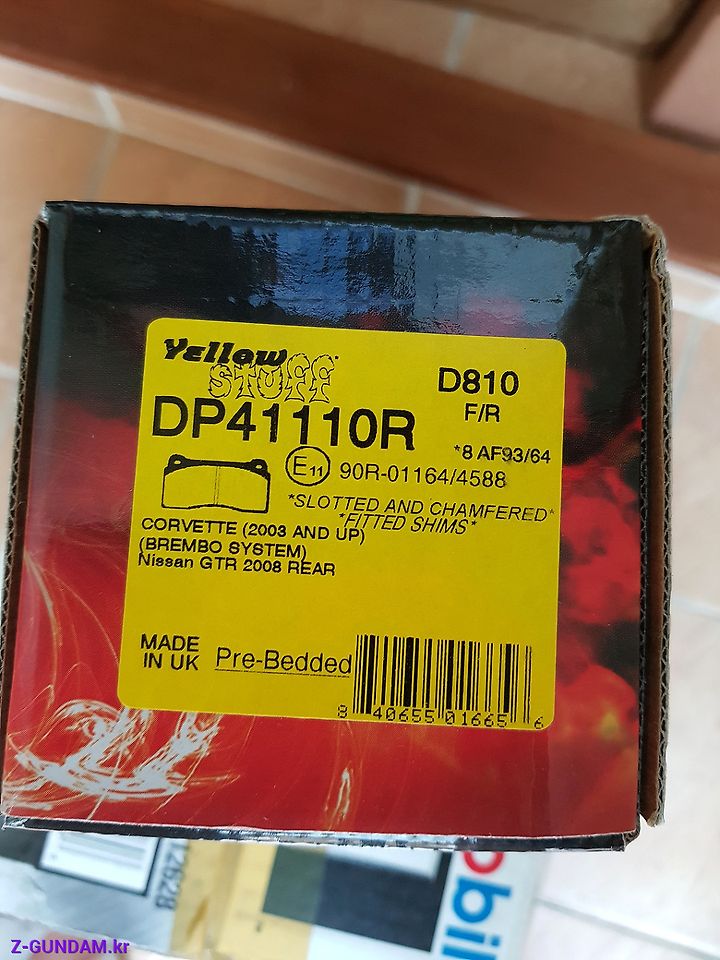 Yellow
STUFF
DP41110R
D810
F/R
*8 AF93/64
E11 90R-01164/4588
*SLOTTED AND CHAMFERED*
*FITTED SHIMS*
CORVETTE (2003 AND UP)
(BREMBO SYSTEM)
Nissan GTR 2008 REAR
MADE
IN UK
Pre-Bedded
8 40655 01665 6
12628
obil
Z-GUNDAM.kr